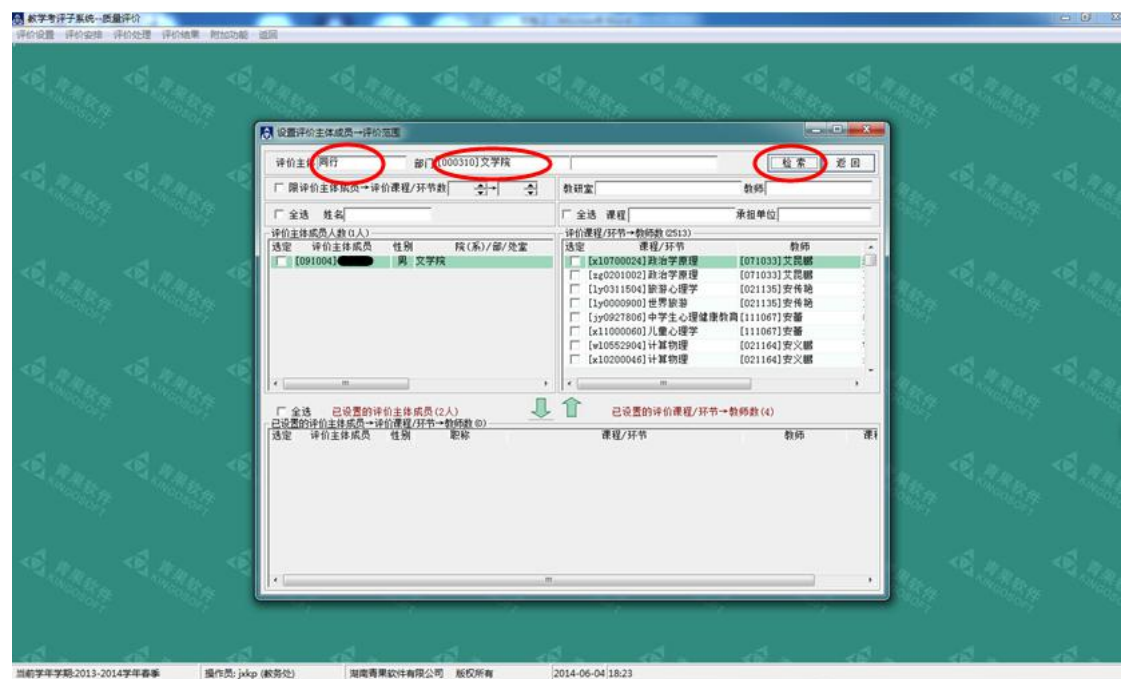 教学考评子系统--质量评价
评价设置 评价安排 评价处理 评价结果 附加功能 返回
设置评价主体成员→评价范围
评价主体 同行 部门 [000310]文学院 检索 返回
限评价主体成员→评价课程/环节数 → 教研室 教师
全选 姓名 全选 课程 承担单位
评价主体成员人数(1人) 评价课程/环节→教师数(2513)
选定 评价主体成员 性别 院(系)/部/处室 选定 课程/环节 教师
[091004] 男 文学院 [x10700024]政治学原理 [071033]艾昆鹏
[zg0201002]政治学原理 [071033]艾昆鹏
[ly0311504]旅游心理学 [021135]安传艳
[ly0000900]世界旅游 [021135]安传艳
[jy0927806]中学生心理健康教育[111067]安蕾
[x11000060]儿童心理学 [111067]安蕾
[wl0552904]计算物理 [021164]安义鹏
[x10200046]计算物理 [021164]安义鹏
全选 已设置的评价主体成员(2人) 已设置的评价课程/环节→教师数(4)
已设置的评价主体成员→评价课程/环节→教师数(0)
选定 评价主体成员 性别 职称 课程/环节 教师 课
当前学年学期:2013-2014学年春季 操作员: jxkp (教务处) 湖南青果软件有限公司 版权所有 2014-06-04 18:23
青果软件
KINGOSOFT